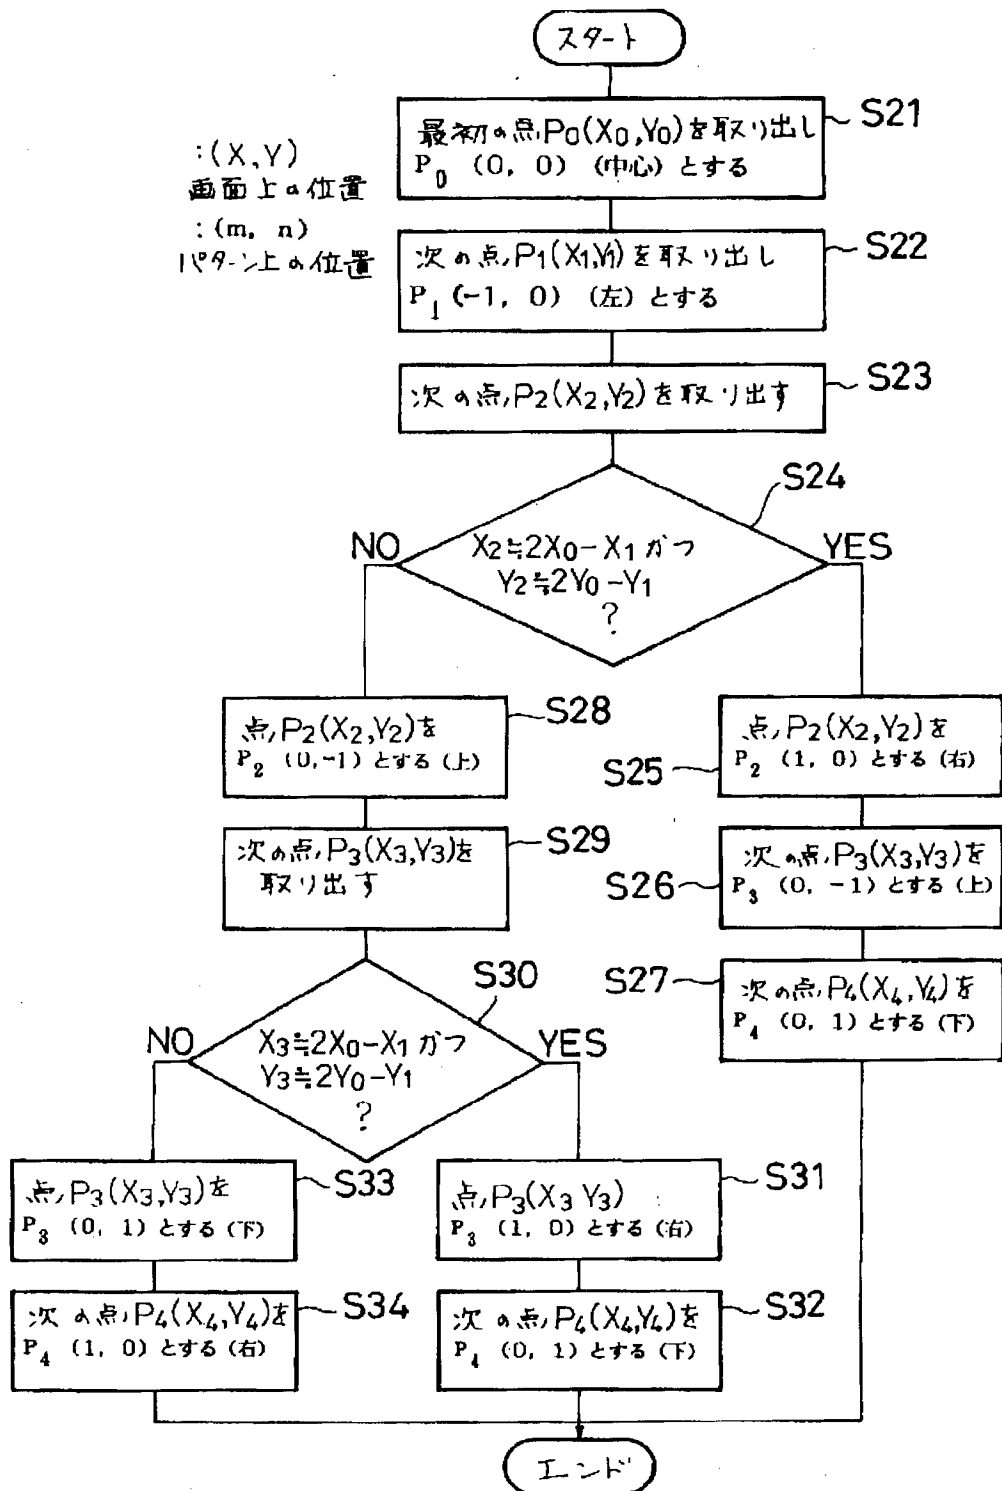 スタート
最初の点P0(X0,Y0)を取り出し
P0 (0, 0) (中心)とする
S21
:(X,Y)
画面上の位置
:(m, n)
パターン上の位置
次の点P1(X1,Y1)を取り出し
P1 (-1, 0) (左)とする
S22
次の点P2(X2,Y2)を取り出す
S23
S24
NO
X2≒2X0-X1 かつ
Y2≒2Y0-Y1
?
YES
点P2(X2,Y2)を
P2 (0,-1) とする (上)
S28
点P2(X2,Y2)を
P2 (1, 0) とする (右)
S25
次の点P3(X3,Y3)を
取り出す
S29
次の点P3(X3,Y3)を
P3 (0, -1) とする (上)
S26
S27
次の点P4(X4,Y4)を
P4 (0, 1) とする (下)
S30
NO
X3≒2X0-X1 かつ
Y3≒2Y0-Y1
?
YES
点P3(X3,Y3)を
P3 (0, 1) とする (下)
S33
点P3(X3 Y3)
P3 (1, 0) とする (右)
S31
次の点P4(X4,Y4)を
P4 (1, 0) とする (右)
S34
次の点P4(X4,Y4)を
P4 (0, 1) とする (下)
S32
エンド